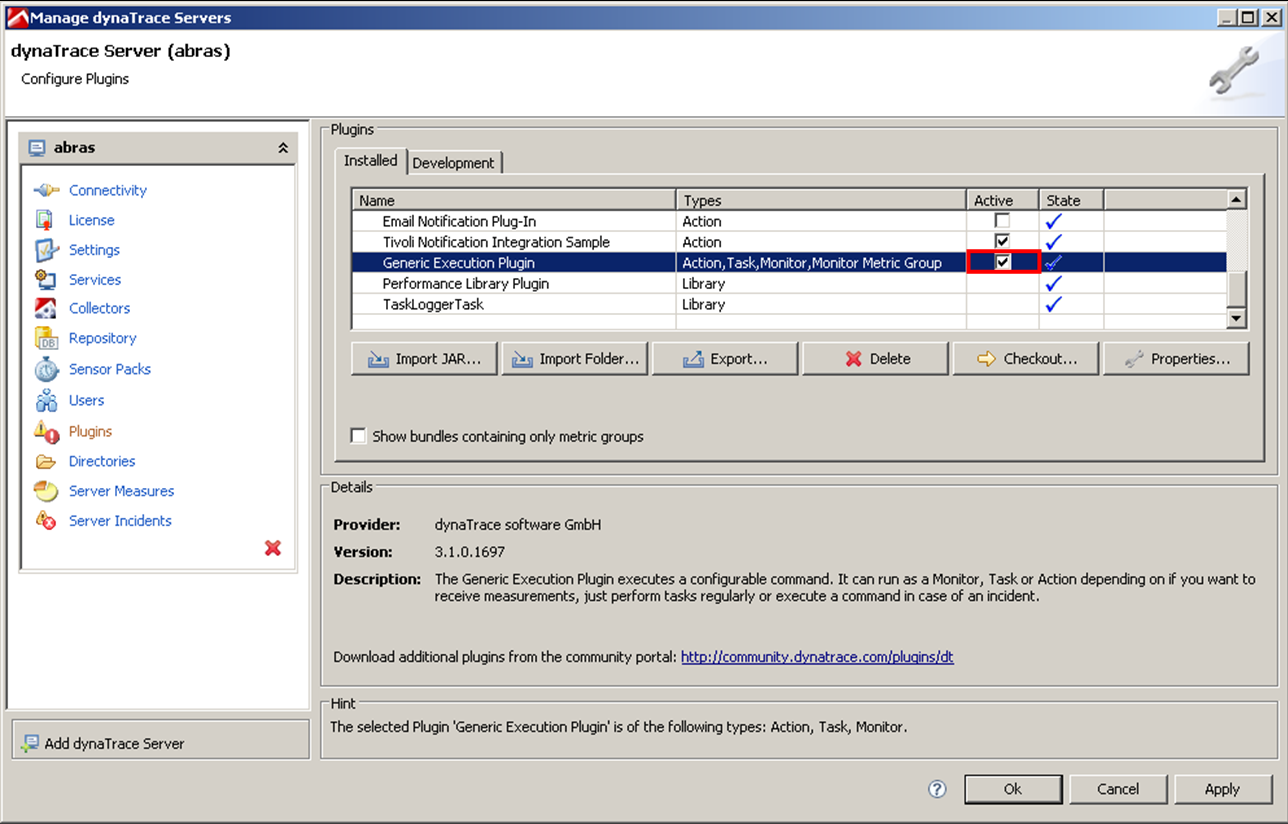 Manage dynaTrace Servers
dynaTrace Server (abras)
Configure Plugins
abras
Connectivity
License
Settings
Services
Collectors
DB
Repository
Sensor Packs
Users
Plugins
Directories
Server Measures
Server Incidents
Add dynaTrace Server
Plugins
Installed Development
Name Types Active State
Email Notification Plug-In Action
Tivoli Notification Integration Sample Action
Generic Execution Plugin Action,Task,Monitor,Monitor Metric Group
Performance Library Plugin Library
TaskLoggerTask Library
Import JAR... Import Folder... Export... Delete Checkout... Properties...
Show bundles containing only metric groups
Details
Provider: dynaTrace software GmbH
Version: 3.1.0.1697
Description: The Generic Execution Plugin executes a configurable command. It can run as a Monitor, Task or Action depending on if you want to
receive measurements, just perform tasks regularly or execute a command in case of an incident.
Download additional plugins from the community portal: http://community.dynatrace.com/plugins/dt
Hint
The selected Plugin 'Generic Execution Plugin' is of the following types: Action, Task, Monitor.
? Ok Cancel Apply